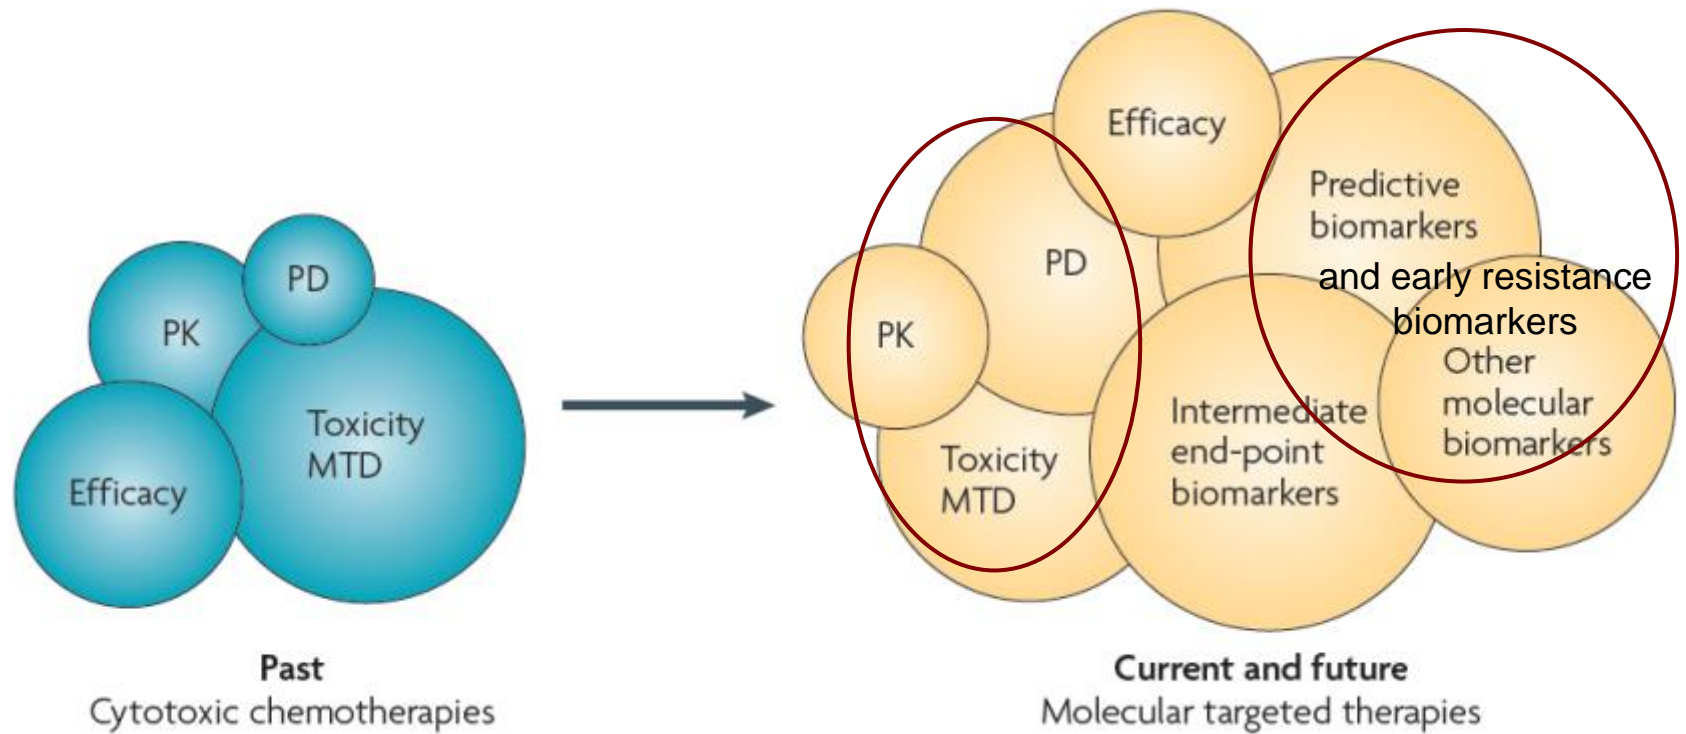 PD
PK
Toxicity
MTD
Efficacy
Past
Cytotoxic chemotherapies
Efficacy
Predictive
biomarkers
and early resistance
biomarkers
PD
PK
Other
molecular
biomarkers
Intermediate
end-point
biomarkers
Toxicity
MTD
Current and future
Molecular targeted therapies